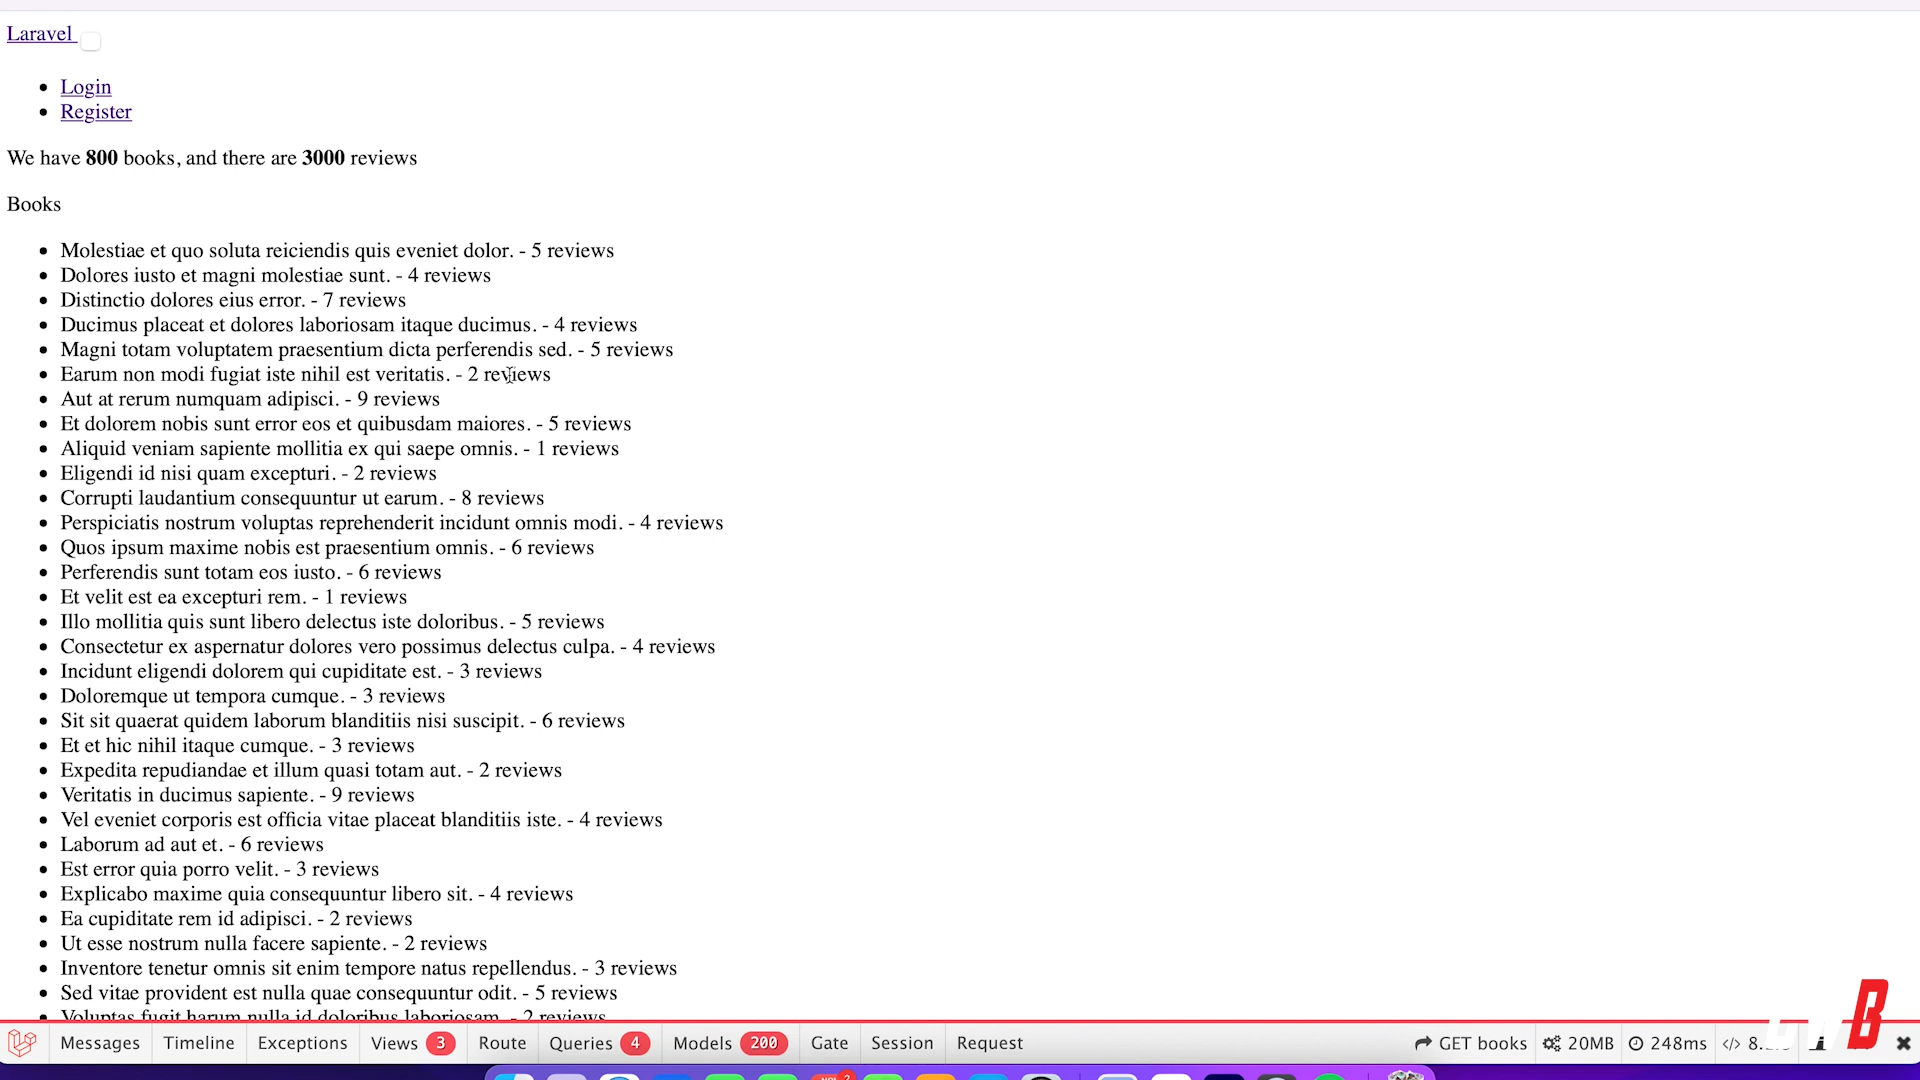 Laravel
Login
Register
We have 800 books, and there are 3000 reviews
Books
Molestiae et quo soluta reiciendis quis eveniet dolor. - 5 reviews
Dolores iusto et magni molestiae sunt. - 4 reviews
Distinctio dolores eius error. - 7 reviews
Ducimus placeat et dolores laboriosam itaque ducimus. - 4 reviews
Magni totam voluptatem praesentium dicta perferendis sed. - 5 reviews
Earum non modi fugiat iste nihil est veritatis. - 2 reviews
Aut at rerum numquam adipisci. - 9 reviews
Et dolorem nobis sunt error eos et quibusdam maiores. - 5 reviews
Aliquid veniam sapiente mollitia ex qui saepe omnis. - 1 reviews
Eligendi id nisi quam excepturi. - 2 reviews
Corrupti laudantium consequuntur ut earum. - 8 reviews
Perspiciatis nostrum voluptas reprehenderit incidunt omnis modi. - 4 reviews
Quos ipsum maxime nobis est praesentium omnis. - 6 reviews
Perferendis sunt totam eos iusto. - 6 reviews
Et velit est ea excepturi rem. - 1 reviews
Illo mollitia quis sunt libero delectus iste doloribus. - 5 reviews
Consectetur ex aspernatur dolores vero possimus delectus culpa. - 4 reviews
Incidunt eligendi dolorem qui cupiditate est. - 3 reviews
Doloremque ut tempora cumque. - 3 reviews
Sit sit quaerat quidem laborum blanditiis nisi suscipit. - 6 reviews
Et et hic nihil itaque cumque. - 3 reviews
Expedita repudiandae et illum quasi totam aut. - 2 reviews
Veritatis in ducimus sapiente. - 9 reviews
Vel eveniet corporis est officia vitae placeat blanditiis iste. - 4 reviews
Laborum ad aut et. - 6 reviews
Est error quia porro velit. - 3 reviews
Explicabo maxime quia consequuntur libero sit. - 4 reviews
Ea cupiditate rem id adipisci. - 2 reviews
Ut esse nostrum nulla facere sapiente. - 2 reviews
Inventore tenetur omnis sit enim tempore natus repellendus. - 3 reviews
Sed vitae provident est nulla quae consequuntur odit. - 5 reviews
Voluptas fugit harum nulla id doloribus laboriosam. - 2 reviews
Messages Timeline Exceptions Views 3 Route Queries 4 Models 200 Gate Session Request GET books 20MB 248ms
B